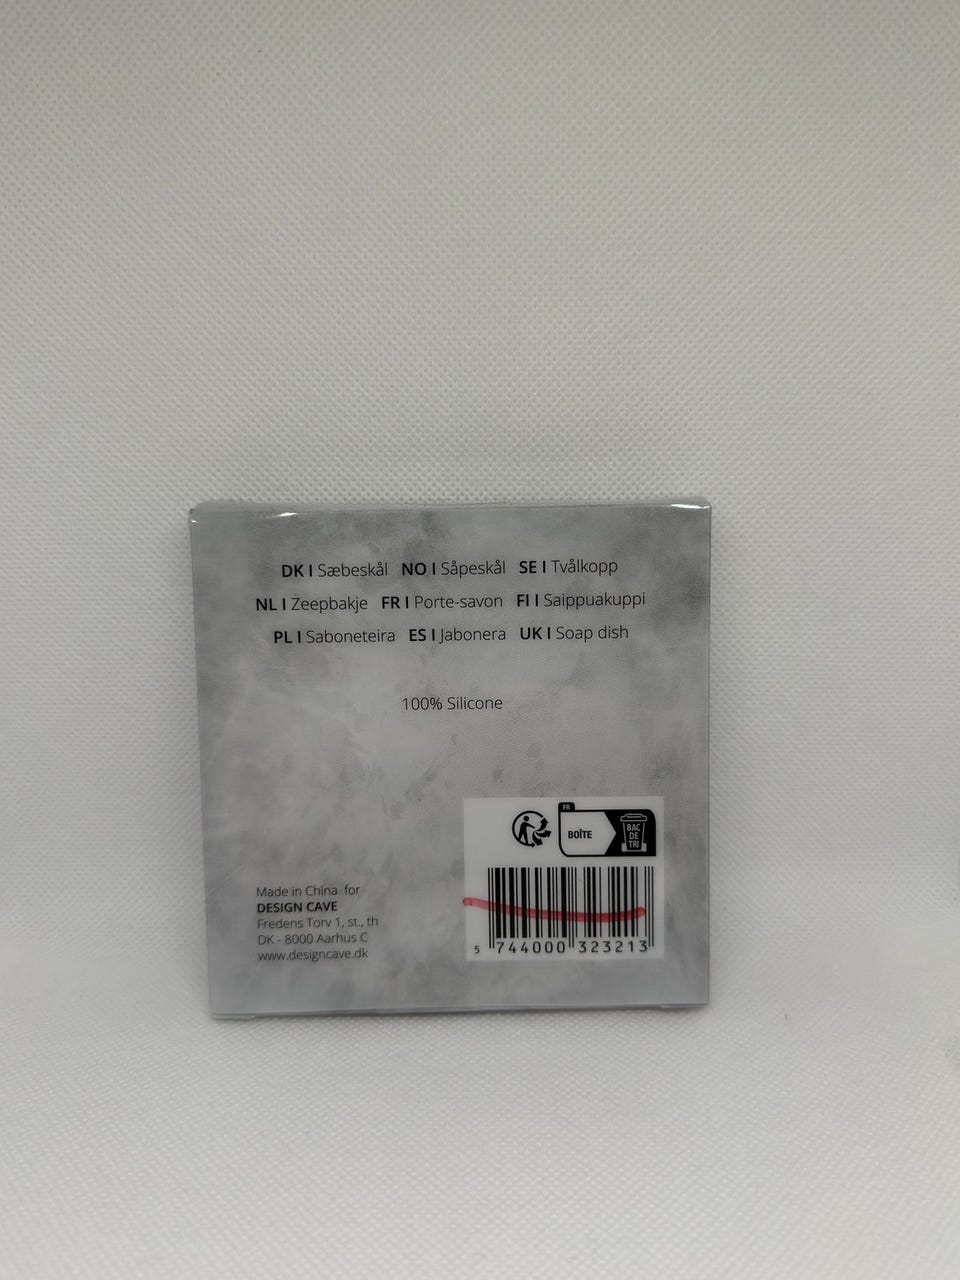 DK I Sæbeskål NO I Såpeskål SE I Tvålkopp
NL I Zeepbakje FR I Porte-savon FI I Saippuakuppi
PL I Saboneteira ES I Jabonera UK I Soap dish
100% Silicone
FR
BOÎTE
BAC
DE
TRI
Made in China for
DESIGN CAVE
Fredens Torv 1, st., th
DK - 8000 Aarhus C
www.designcave.dk
5 744000 323213